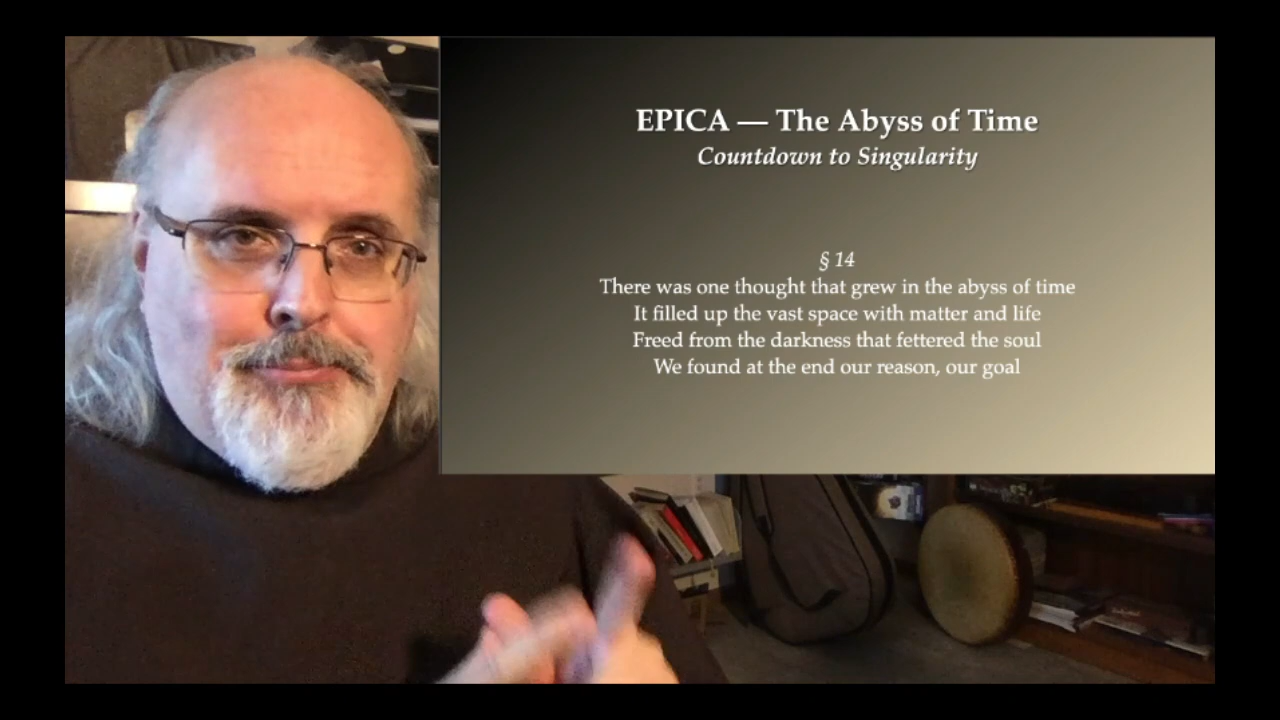 EPICA — The Abyss of Time
Countdown to Singularity
§ 14
There was one thought that grew in the abyss of time
It filled up the vast space with matter and life
Freed from the darkness that fettered the soul
We found at the end our reason, our goal